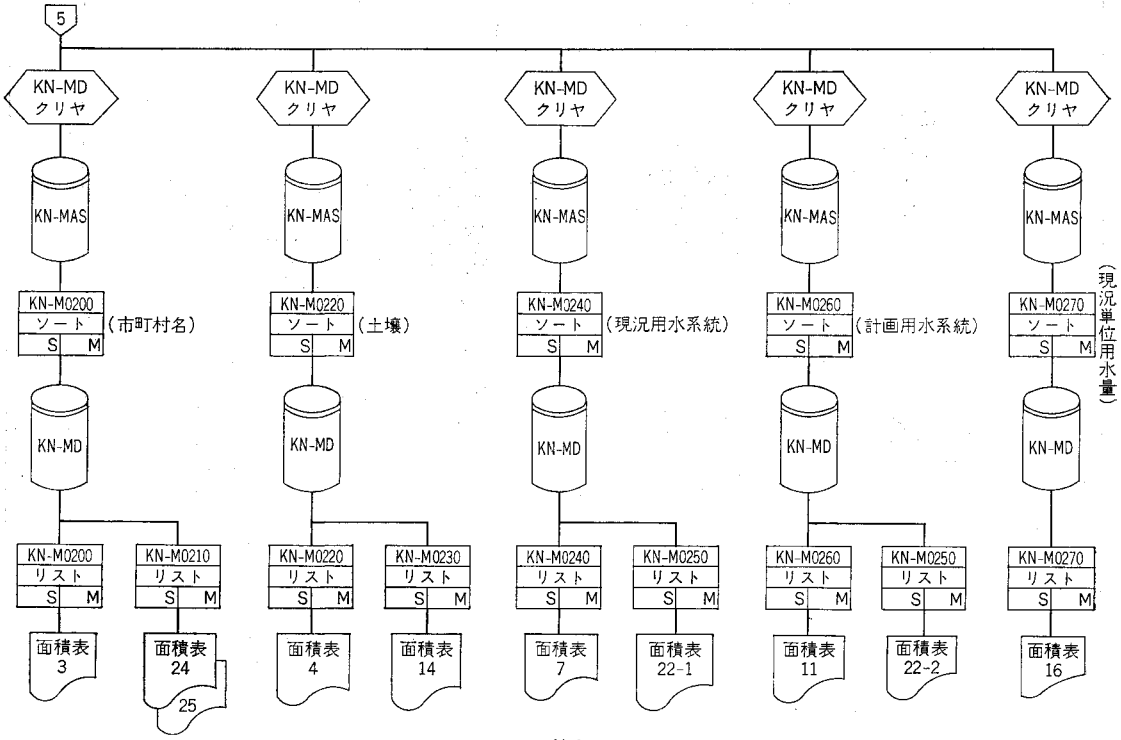 5
KN-MD
クリヤ
KN-MD
クリヤ
KN-MD
クリヤ
KN-MD
クリヤ
KN-MD
クリヤ
KN-MAS
KN-MAS
KN-MAS
KN-MAS
KN-MAS
KN-M0200
ソート
S M
(市町村名)
KN-M0220
ソート
S M
(土壌)
KN-M0240
ソート
S M
(現況用水系統)
KN-M0260
ソート
S M
(計画用水系統)
KN-M0270
ソート
S M
(現況単位用水量)
KN-MD
KN-MD
KN-MD
KN-MD
KN-MD
KN-M0200
リスト
S M
KN-M0210
リスト
S M
KN-M0220
リスト
S M
KN-M0230
リスト
S M
KN-M0240
リスト
S M
KN-M0250
リスト
S M
KN-M0260
リスト
S M
KN-M0250
リスト
S M
KN-M0270
リスト
S M
面積表
3
面積表
24
25
面積表
4
面積表
14
面積表
7
面積表
22-1
面積表
11
面積表
22-2
面積表
16